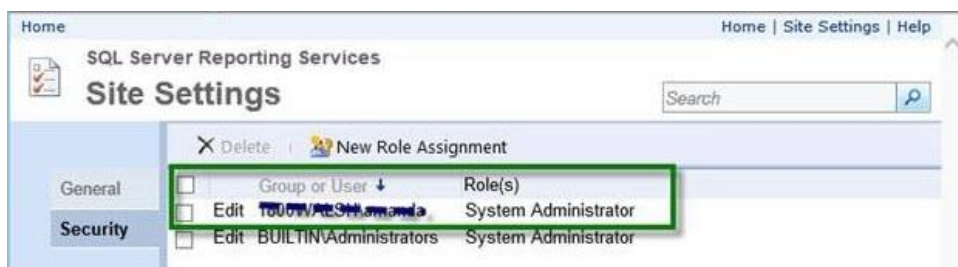 Home
Home | Site Settings | Help
SQL Server Reporting Services
Site Settings
Search
Delete
New Role Assignment
General
Security
Group or User Role(s)
Edit System Administrator
Edit BUILTIN\Administrators System Administrator